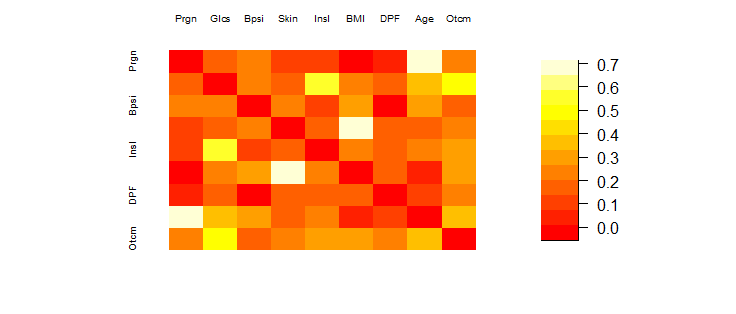 Prgn Glcs Bpsi Skin Insl BMI DPF Age Otcm
Prgn
Bpsi
Insl
DPF
Otcm
0.7
0.6
0.5
0.4
0.3
0.2
0.1
0.0